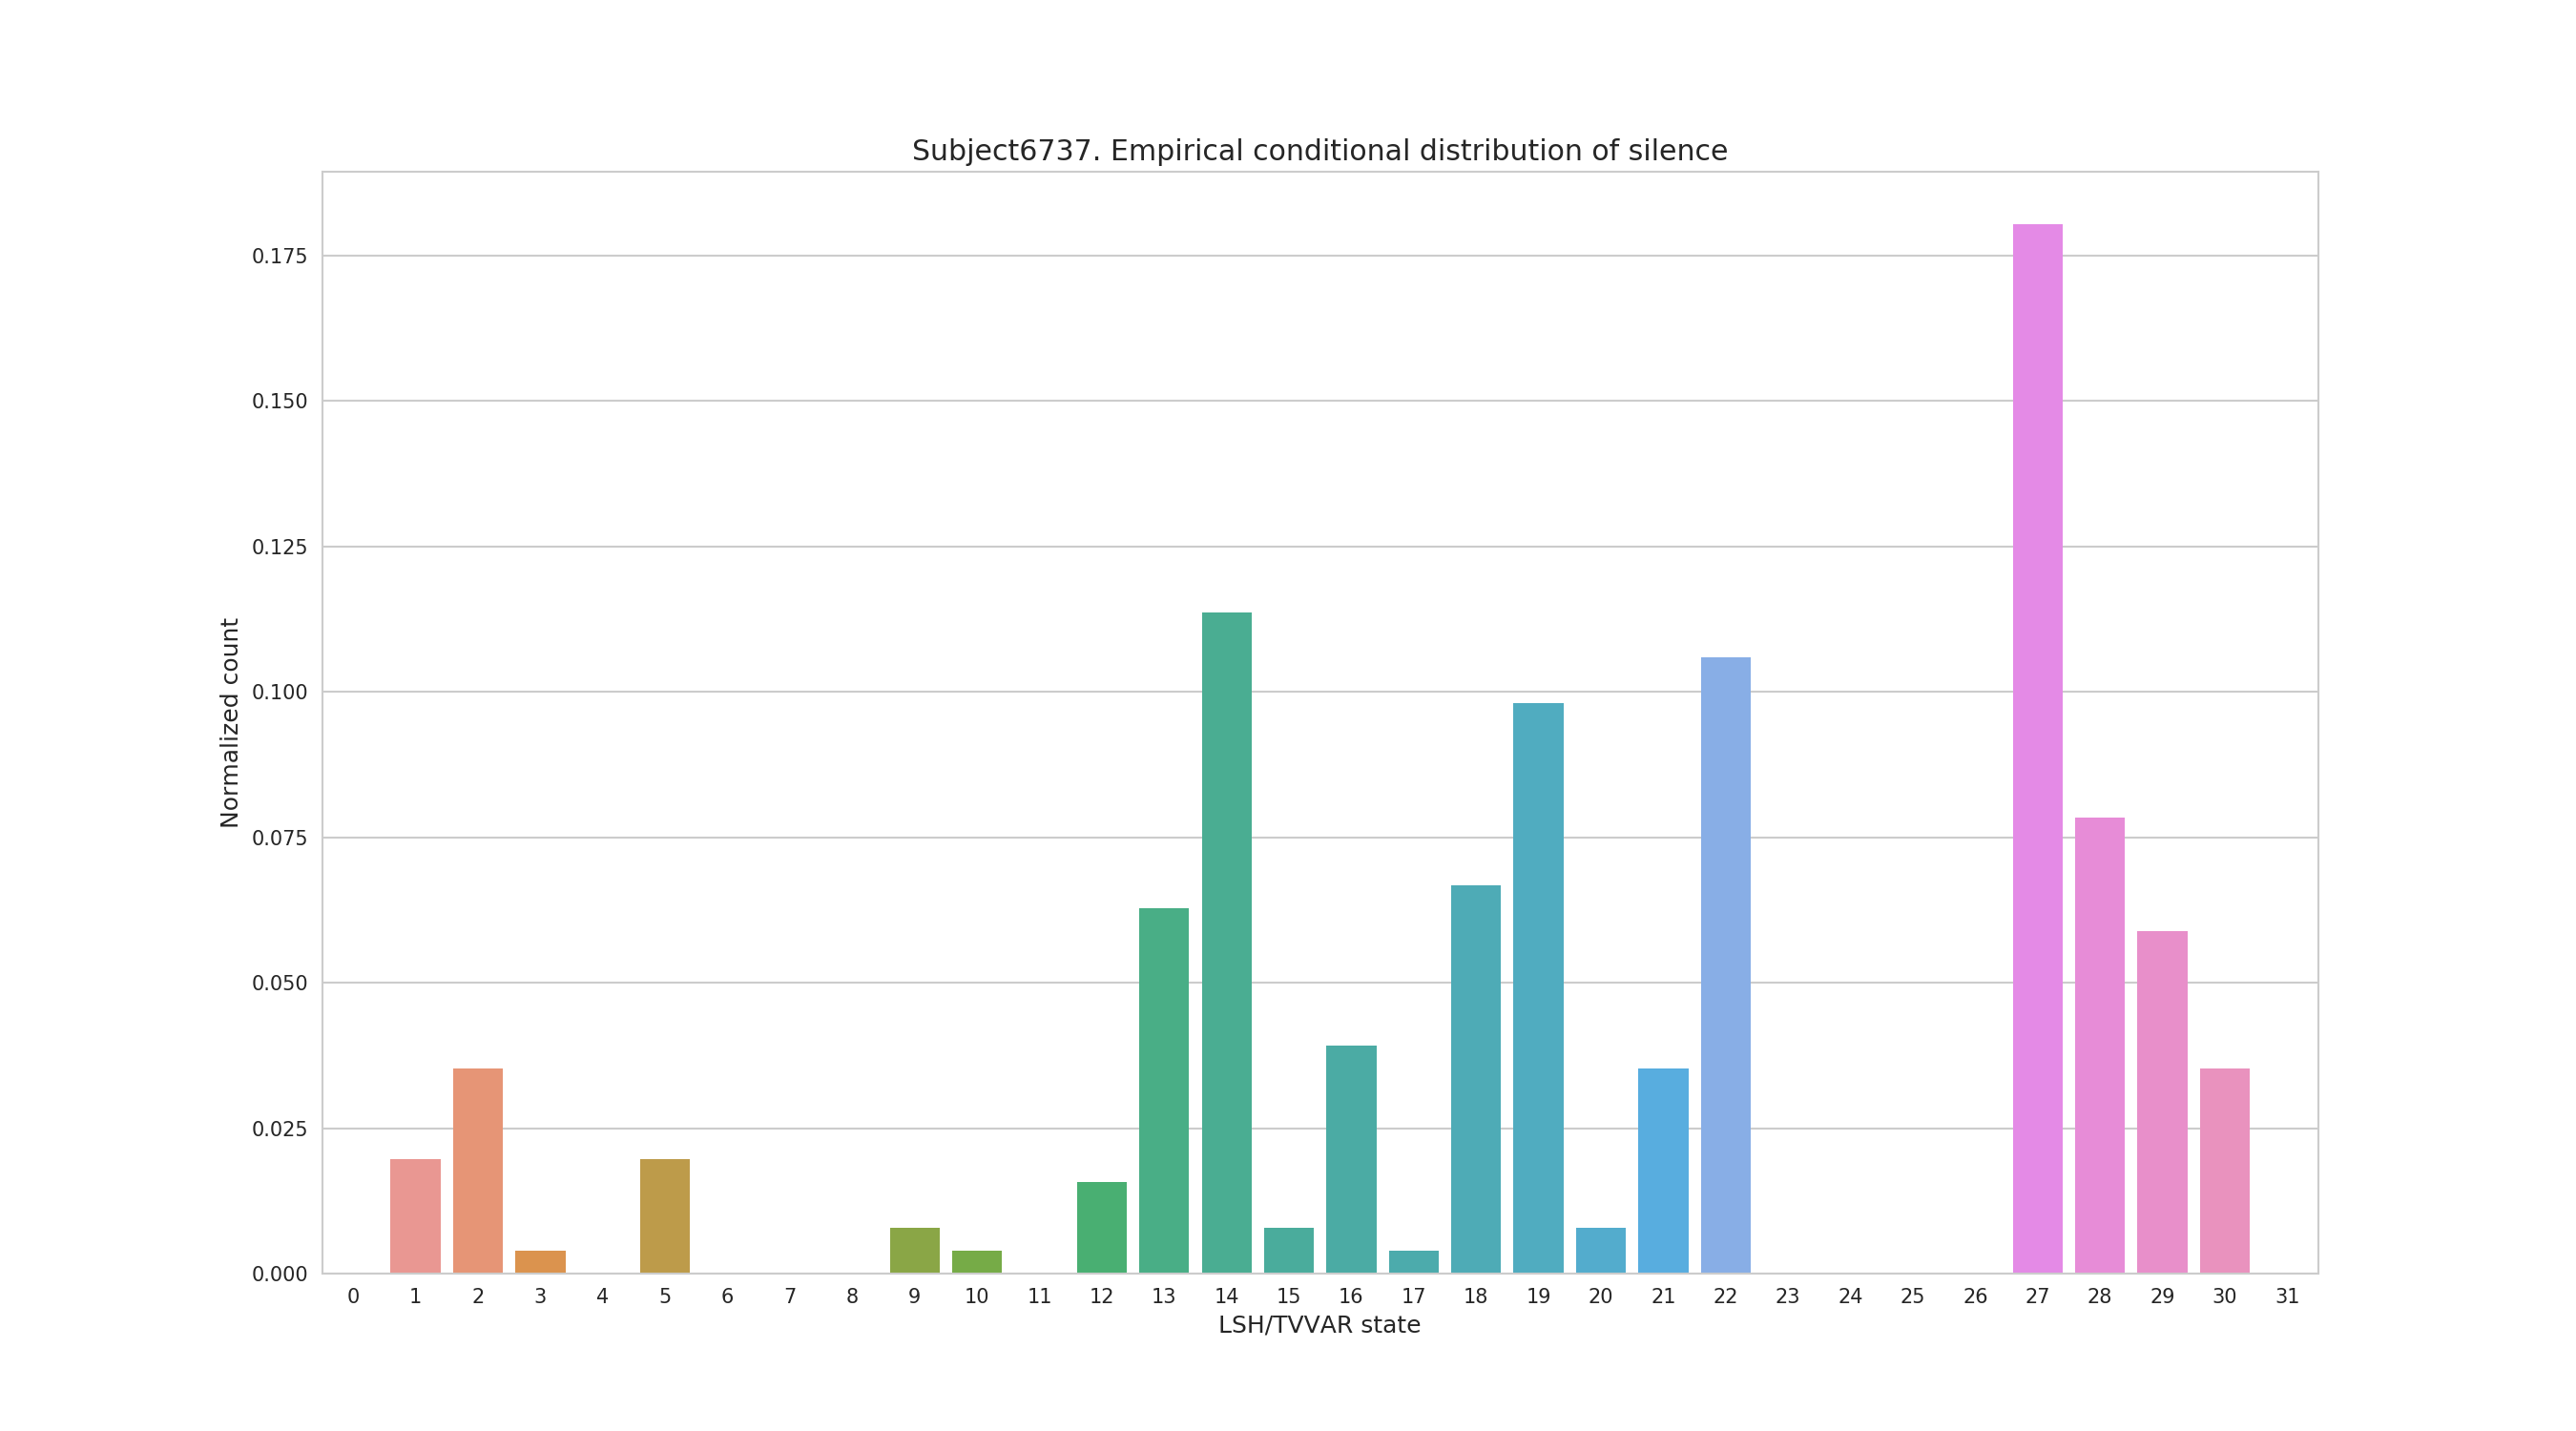 Subject6737. Empirical conditional distribution of silence
Normalized count
0.175
0.150
0.125
0.100
0.075
0.050
0.025
0.000
0 1 2 3 4 5 6 7 8 9 10 11 12 13 14 15 16 17 18 19 20 21 22 23 24 25 26 27 28 29 30 31
LSH/TVVAR state